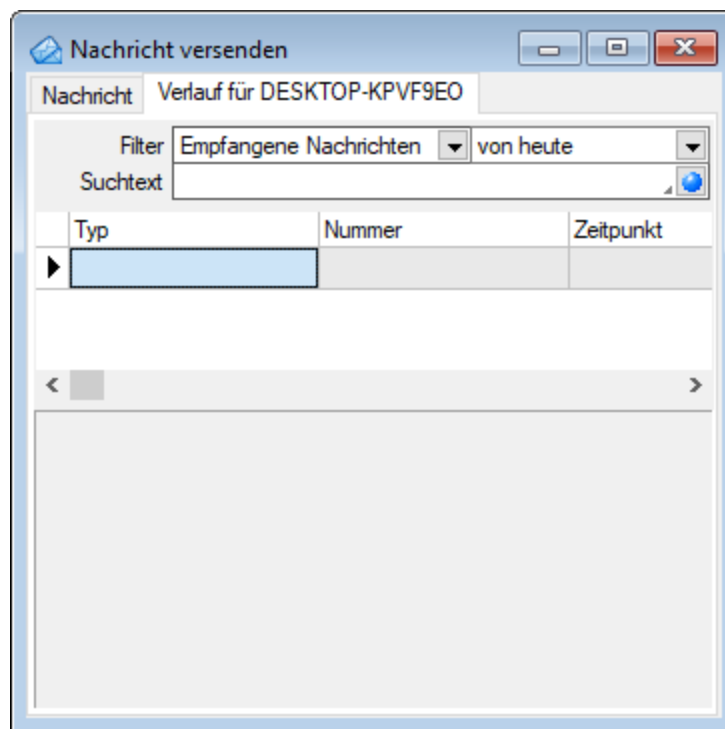 Nachricht versenden
Nachricht Verlauf für DESKTOP-KPVF9EO
Filter Empfangene Nachrichten von heute
Suchtext
Typ Nummer Zeitpunkt